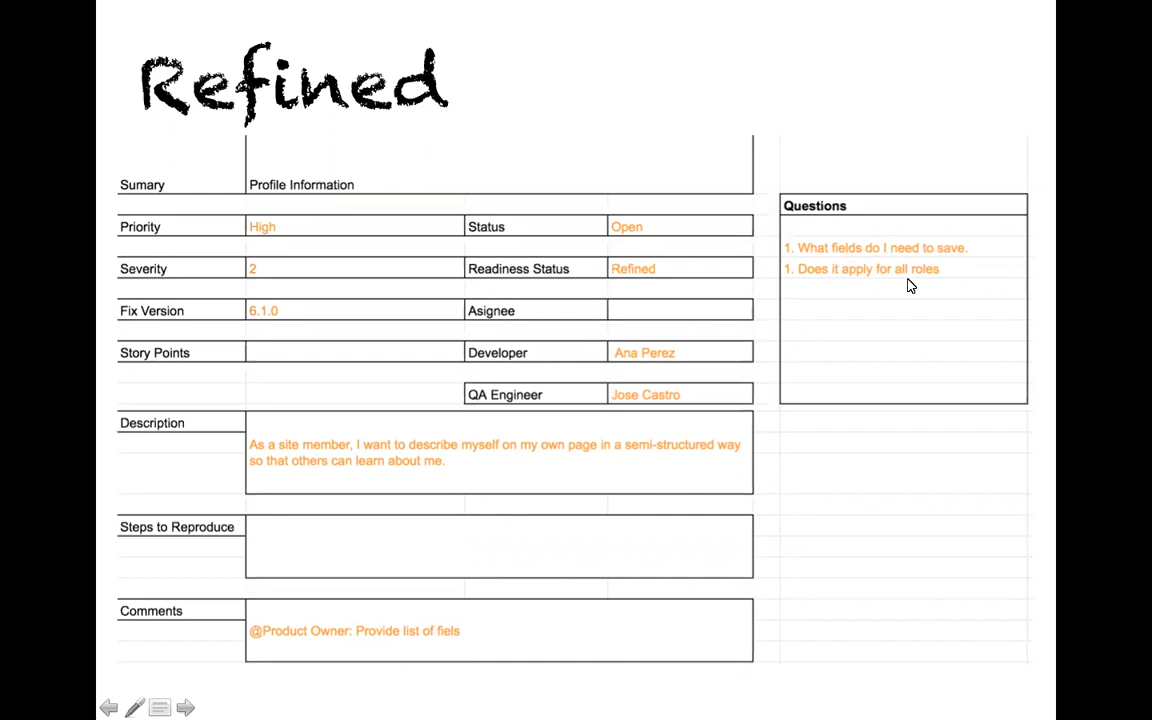 Refined
Sumary Profile Information
Questions
Priority High Status Open
1. What fields do I need to save.
Severity 2 Readiness Status Refined
1. Does it apply for all roles
Fix Version 6.1.0 Asignee
Story Points Developer Ana Perez
QA Engineer Jose Castro
Description
As a site member, I want to describe myself on my own page in a semi-structured way
so that others can learn about me.
Steps to Reproduce
Comments
@Product Owner: Provide list of fiels